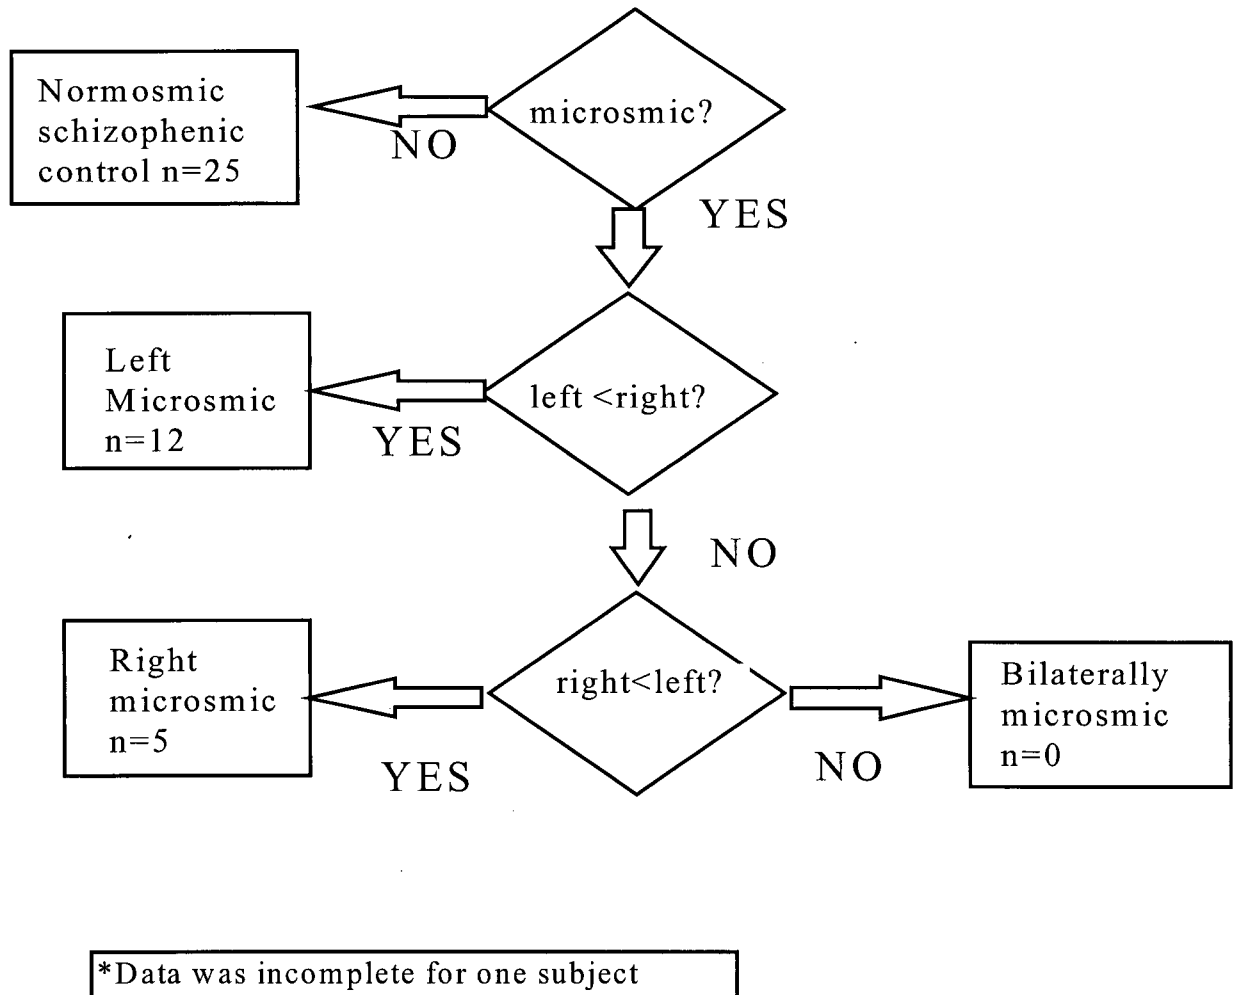 Normosmic
schizophenic
control n=25
microsmic?
NO
YES
Left
Microsmic
n=12
left <right?
YES
NO
Right
microsmic
n=5
right<left?
Bilaterally
microsmic
n=0
YES
NO
*Data was incomplete for one subject